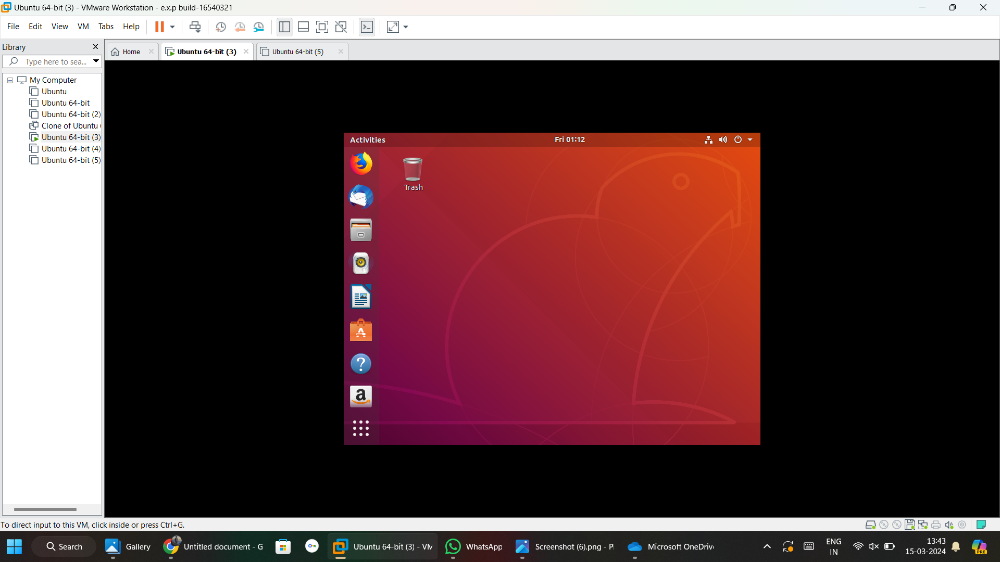 Ubuntu 64-bit (3) - VMware Workstation - e.x.p build-16540321
File Edit View VM Tabs Help
Library
Type here to sea...
Home
Ubuntu 64-bit (3)
Ubuntu 64-bit (5)
My Computer
Ubuntu
Ubuntu 64-bit
Ubuntu 64-bit (2)
Clone of Ubuntu
Ubuntu 64-bit (3)
Ubuntu 64-bit (4)
Ubuntu 64-bit (5)
Activities
Fri 01:12
Trash
To direct input to this VM, click inside or press Ctrl+G.
Search
Gallery
Untitled document - G
Ubuntu 64-bit (3) - VM
WhatsApp
Screenshot (6).png - P
Microsoft OneDriv
ENG
IN
13:43
15-03-2024
PRE